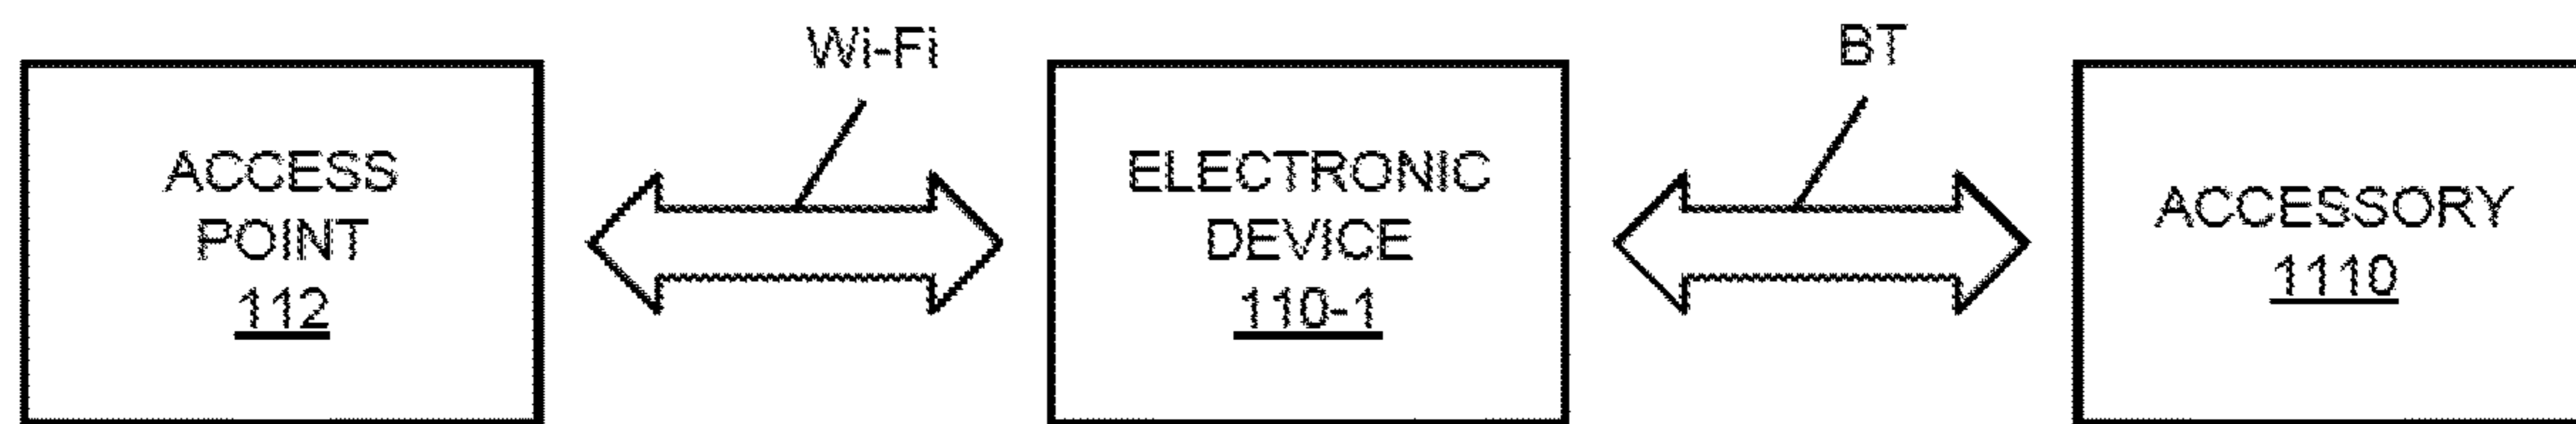 Wi-Fi
BT
ACCESS
POINT
112
ELECTRONIC
DEVICE
110-1
ACCESSORY
1110